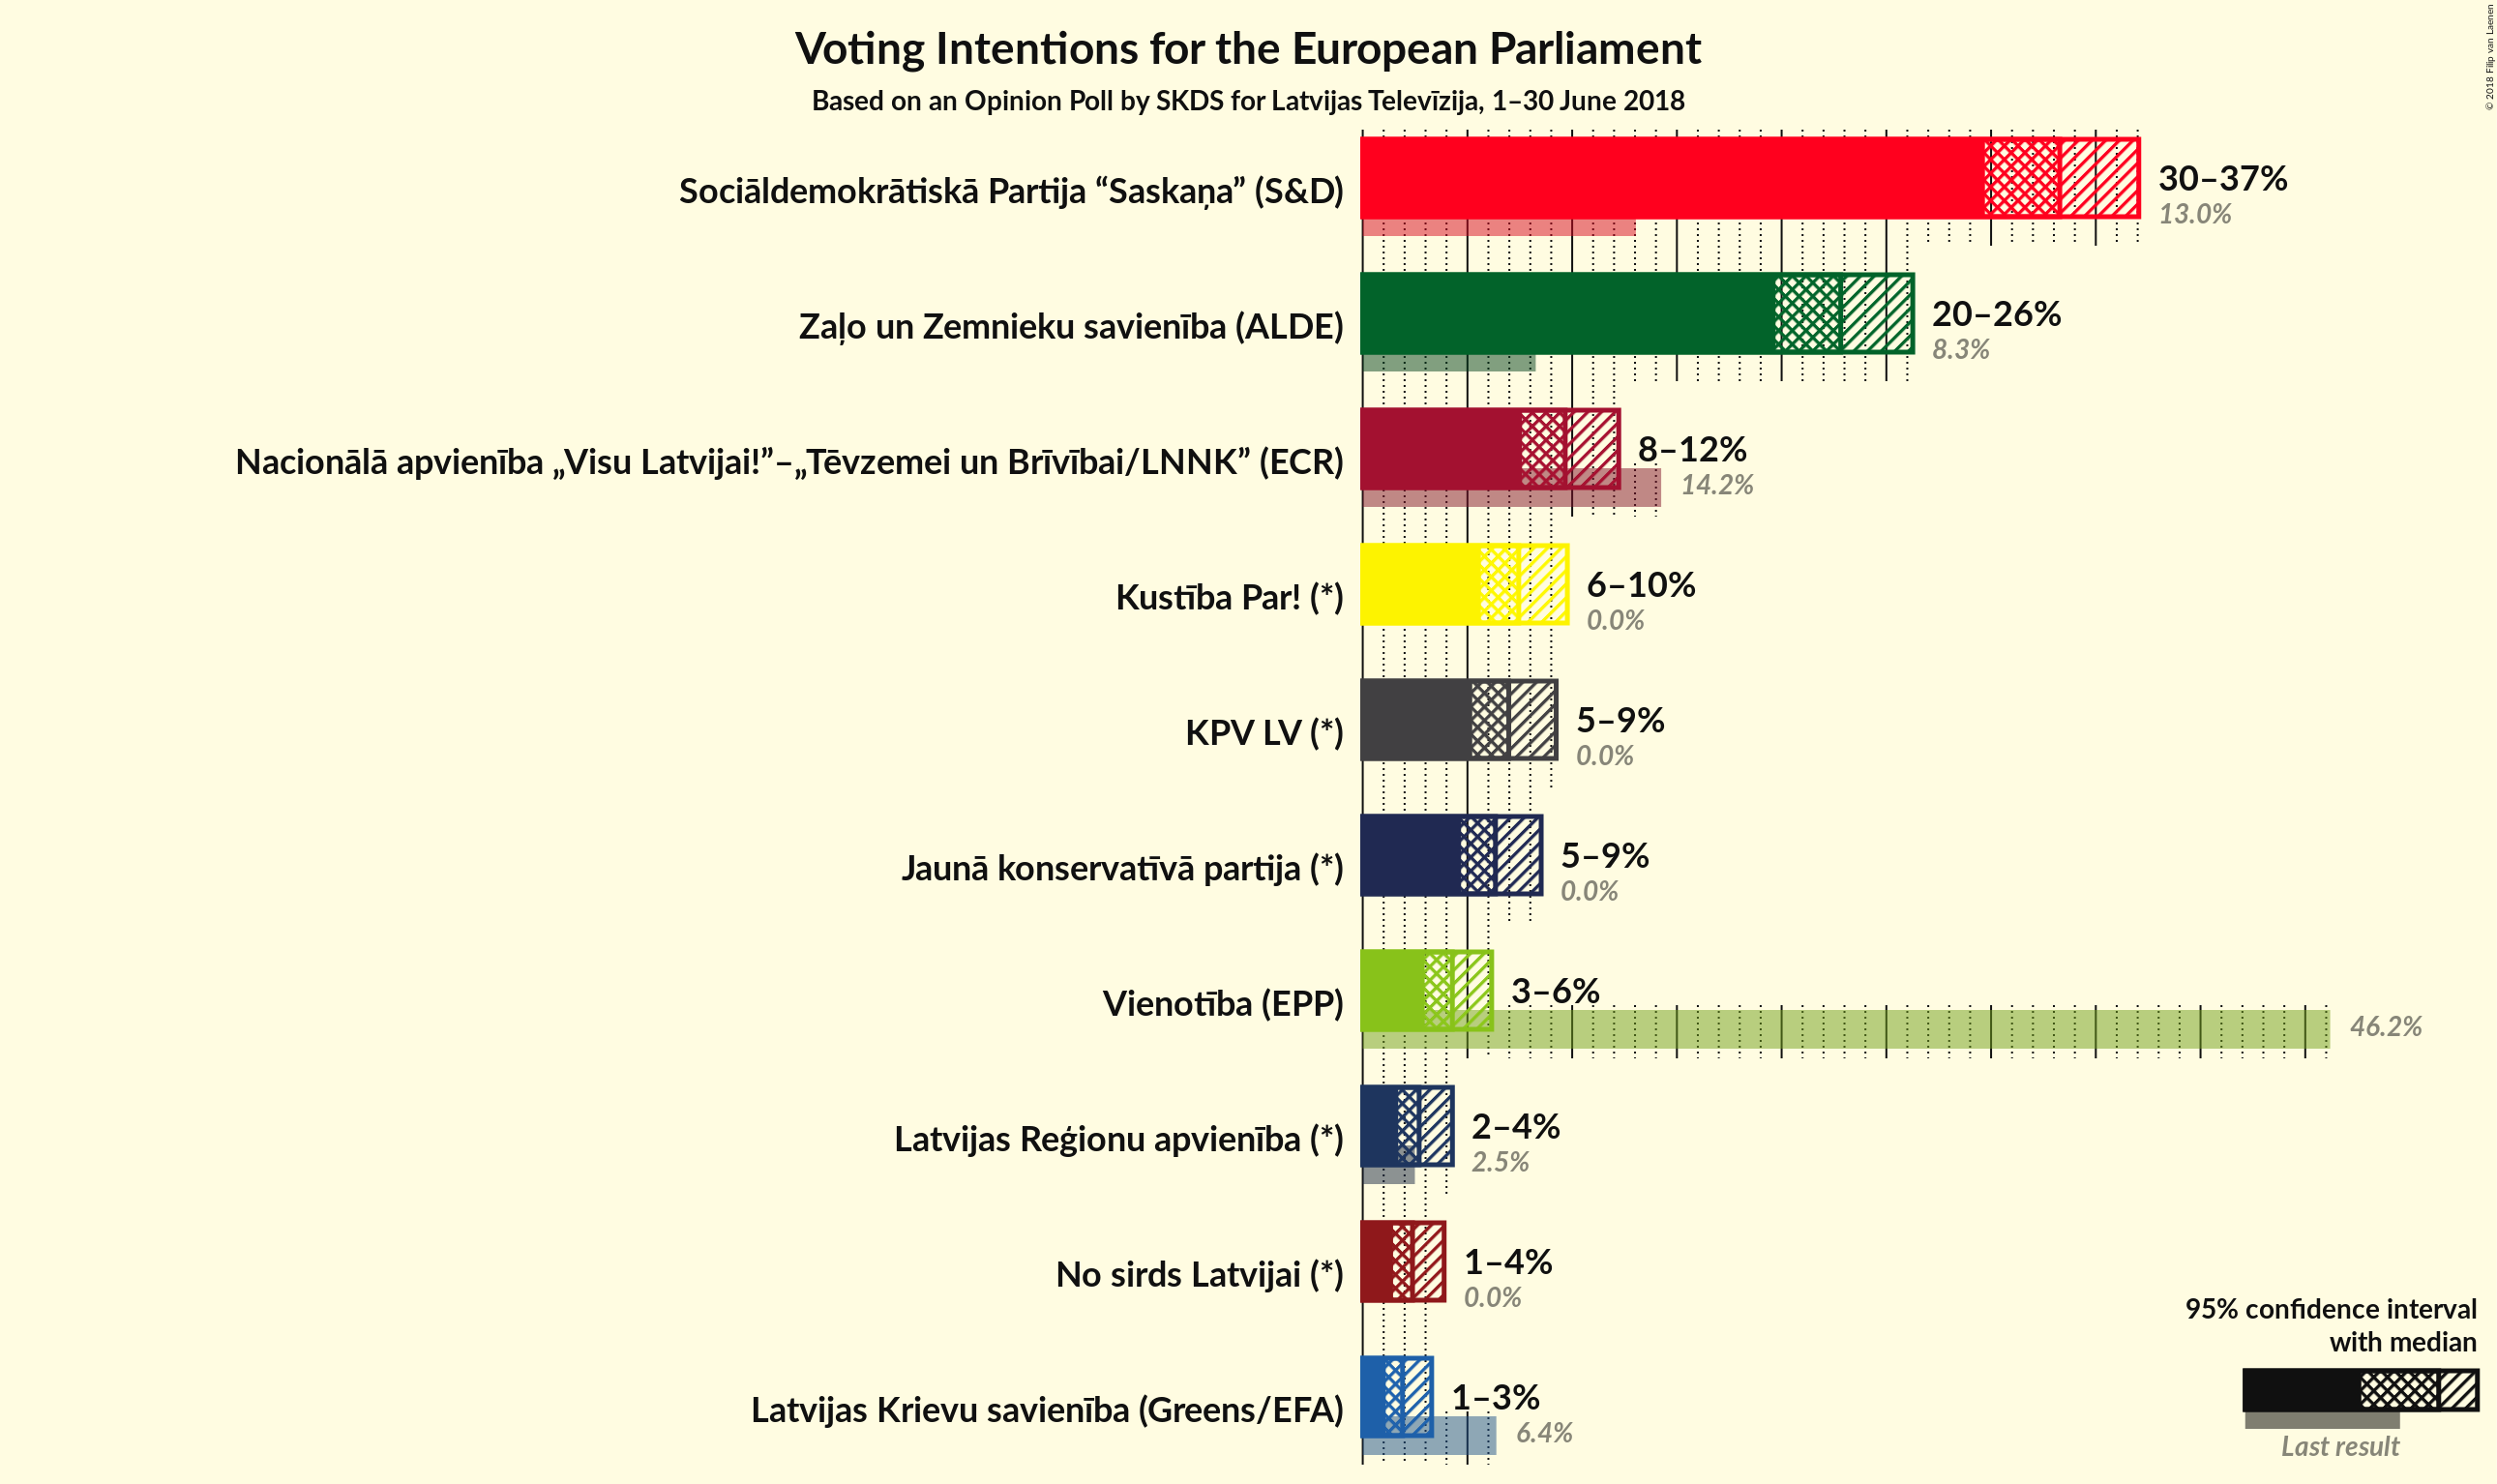 Voting Intentions for the European Parliament
Based on an Opinion Poll by SKDS for Latvijas Televīzija, 1–30 June 2018
© 2018 Filip van Laenen
Sociāldemokrātiskā Partija “Saskaņa” (S&D)
30–37%
13.0%
Zaļo un Zemnieku savienība (ALDE)
20–26%
8.3%
Nacionālā apvienība „Visu Latvijai!”–„Tēvzemei un Brīvībai/LNNK” (ECR)
8–12%
14.2%
Kustība Par! (*)
6–10%
0.0%
KPV LV (*)
5–9%
0.0%
Jaunā konservatīvā partija (*)
5–9%
0.0%
Vienotība (EPP)
3–6%
46.2%
Latvijas Reģionu apvienība (*)
2–4%
2.5%
No sirds Latvijai (*)
1–4%
0.0%
Latvijas Krievu savienība (Greens/EFA)
1–3%
6.4%
95% confidence interval
with median
Last result